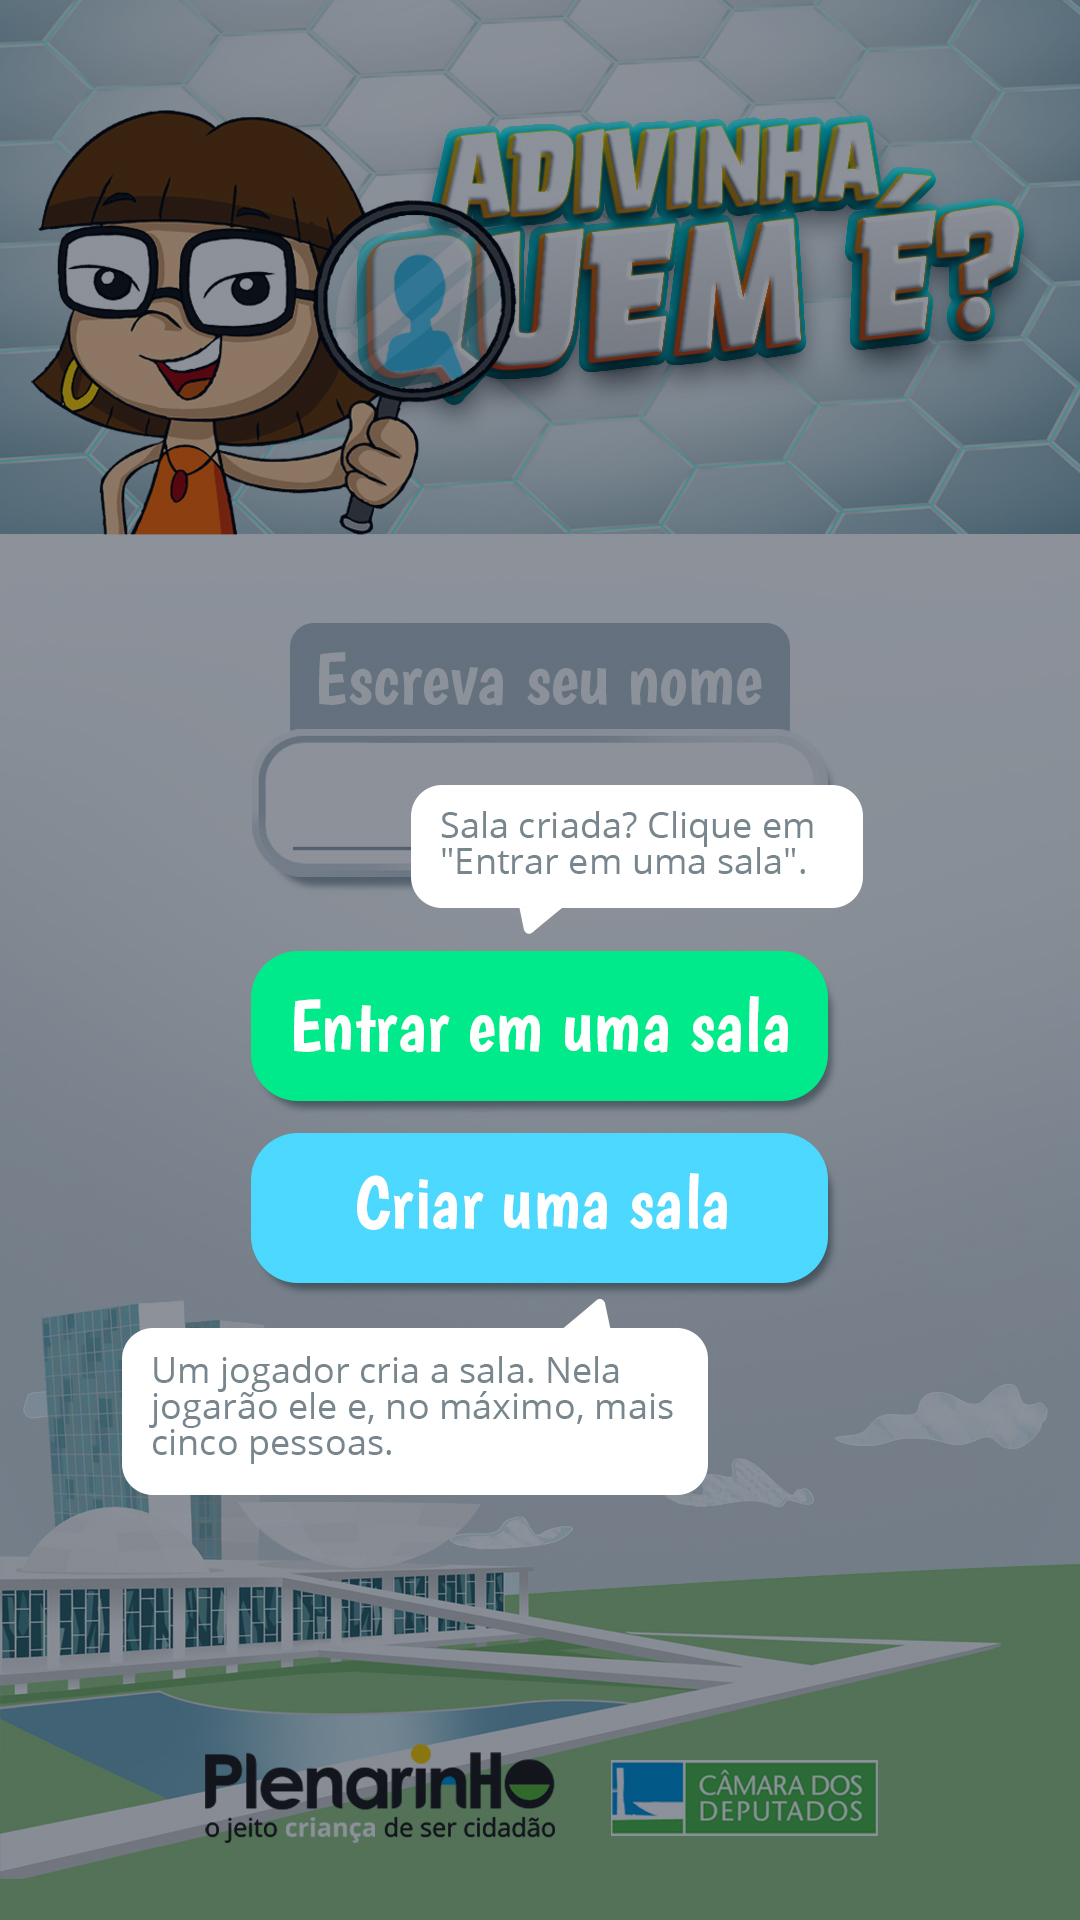 ADIVINHA
QUEM É?
Escreva seu nome
Sala criada? Clique em
"Entrar em uma sala".
Entrar em uma sala
Criar uma sala
Um jogador cria a sala. Nela
jogarão ele e, no máximo, mais
cinco pessoas.
PlenarinHo
o jeito criança de ser cidadão
CÂMARA DOS
DEPUTADOS